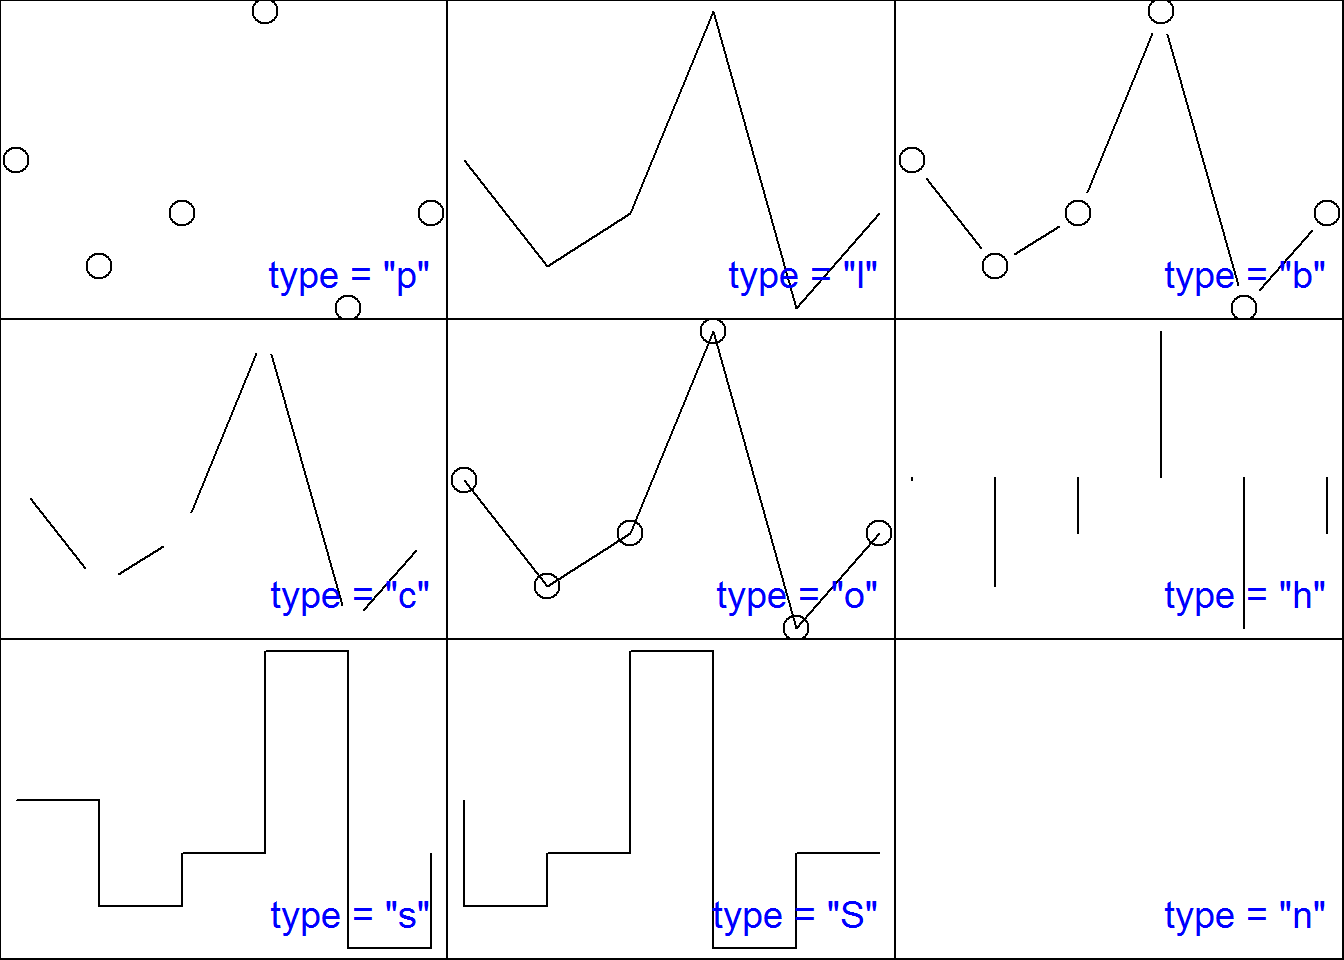 type = "p"
type = "l"
type = "b"
type = "c"
type = "o"
type = "h"
type = "s"
type = "S"
type = "n"